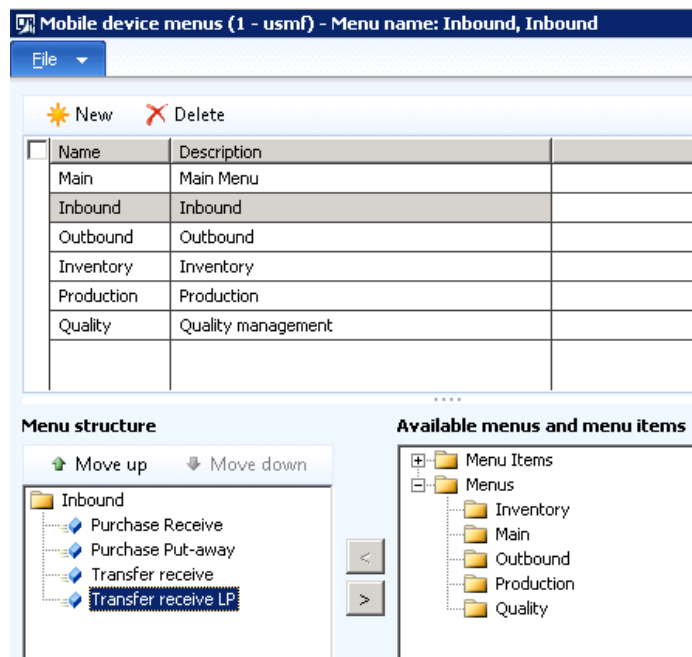 Mobile device menus (1 - usmf) - Menu name: Inbound, Inbound
File
New Delete
Name Description
Main Main Menu
Inbound Inbound
Outbound Outbound
Inventory Inventory
Production Production
Quality Quality management
Menu structure
Move up Move down
Inbound
Purchase Receive
Purchase Put-away
Transfer receive
Transfer receive LP
<
>
Available menus and menu items
Menu Items
Menus
Inventory
Main
Outbound
Production
Quality